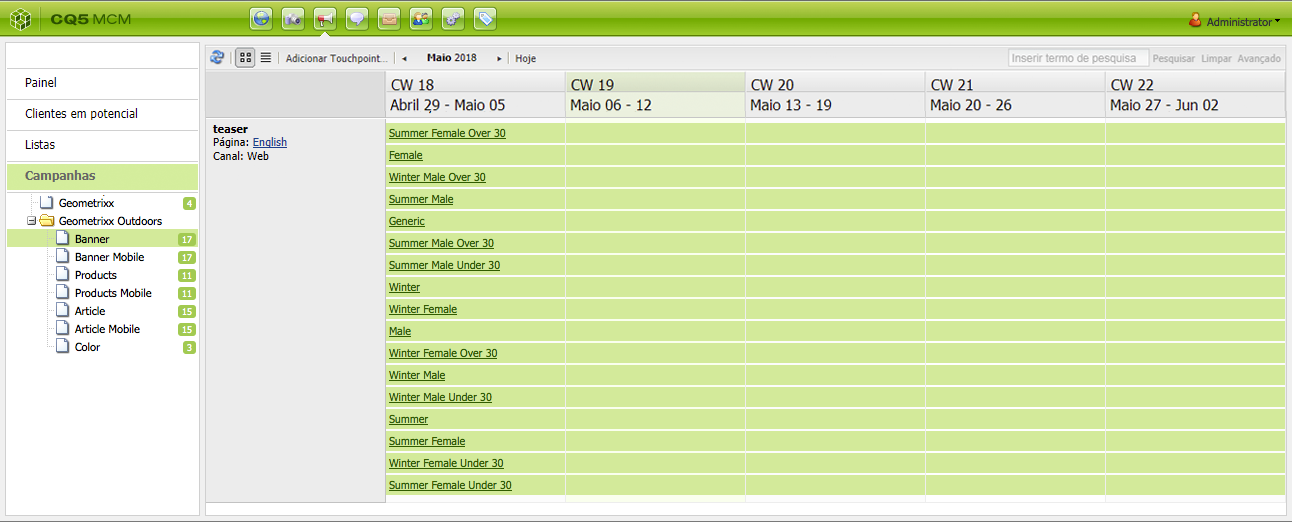 CQ5 MCM
Administrator
Painel
Clientes em potencial
Listas
Campanhas
Geometrixx 4
Geometrixx Outdoors
Banner 17
Banner Mobile 17
Products 11
Products Mobile 11
Article 15
Article Mobile 15
Color 3
Adicionar Touchpoint... Maio 2018 Hoje
Inserir termo de pesquisa Pesquisar Limpar Avançado
CW 18 CW 19 CW 20 CW 21 CW 22
Abril 29 - Maio 05 Maio 06 - 12 Maio 13 - 19 Maio 20 - 26 Maio 27 - Jun 02
teaser
Página: English
Canal: Web
Summer Female Over 30
Female
Winter Male Over 30
Summer Male
Generic
Summer Male Over 30
Summer Male Under 30
Winter
Winter Female
Male
Winter Female Over 30
Winter Male
Winter Male Under 30
Summer
Summer Female
Winter Female Under 30
Summer Female Under 30